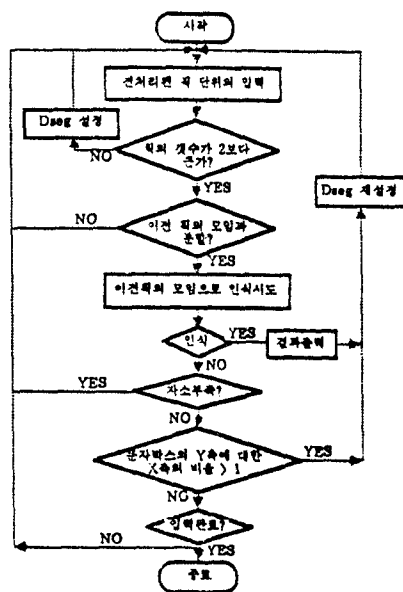 시작
전처리된 획 단위의 입력
Dseg 설정
획의 갯수가 2보다
큰가?
NO
YES
Dseg 재설정
NO
이전 획의 모임과
분할?
YES
이전획의 모임으로 인식시도
인식
YES
결과출력
NO
YES
자소부족?
NO
문자박스의 Y축에 대한
X축의 비율 > 1
YES
NO
입력완료?
NO
YES
종료